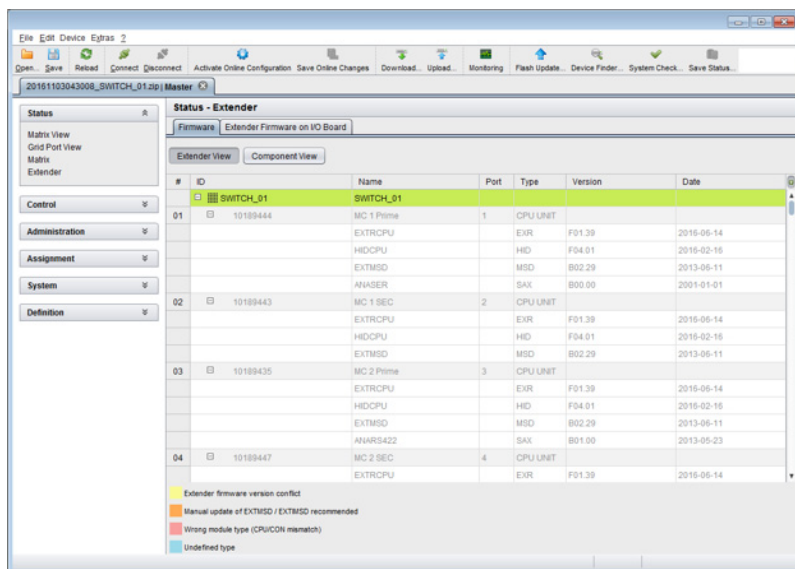 File Edit Device Extras ?
Open... Save Reload Connect Disconnect Activate Online Configuration Save Online Changes Download... Upload... Monitoring Flash Update... Device Finder... System Check... Save Status...
20161103043008_SWITCH_01.zip | Master
Status
Matrix View
Grid Port View
Matrix
Extender
Control
Administration
Assignment
System
Definition
Status - Extender
Firmware Extender Firmware on I/O Board
Extender View Component View
# ID Name Port Type Version Date
SWITCH_01 SWITCH_01
01 10189444 MC 1 Prime 1 CPU UNIT
EXTRCPU EXR F01.39 2016-06-14
HIDCPU HID F04.01 2016-02-16
EXTMSD MSD B02.29 2013-06-11
ANASER SAX B00.00 2001-01-01
02 10189443 MC 1 SEC 2 CPU UNIT
EXTRCPU EXR F01.39 2016-06-14
HIDCPU HID F04.01 2016-02-16
EXTMSD MSD B02.29 2013-06-11
03 10189435 MC 2 Prime 3 CPU UNIT
EXTRCPU EXR F01.39 2016-06-14
HIDCPU HID F04.01 2016-02-16
EXTMSD MSD B02.29 2013-06-11
ANARS422 SAX B01.00 2013-05-23
04 10189447 MC 2 SEC 4 CPU UNIT
EXTRCPU EXR F01.39 2016-06-14
Extender firmware version conflict
Manual update of EXTMSD / EXTIMSD recommended
Wrong module type (CPU/CON mismatch)
Undefined type